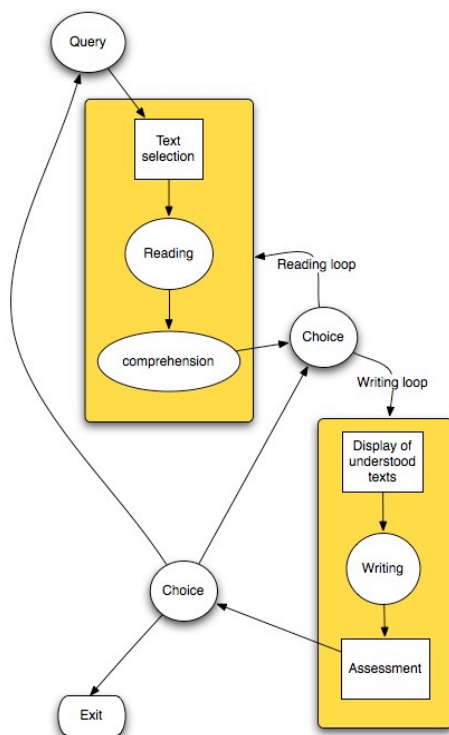 Query
Text
selection
Reading
Reading loop
Choice
comprehension
Writing loop
Display of
understood
texts
Writing
Choice
Assessment
Exit